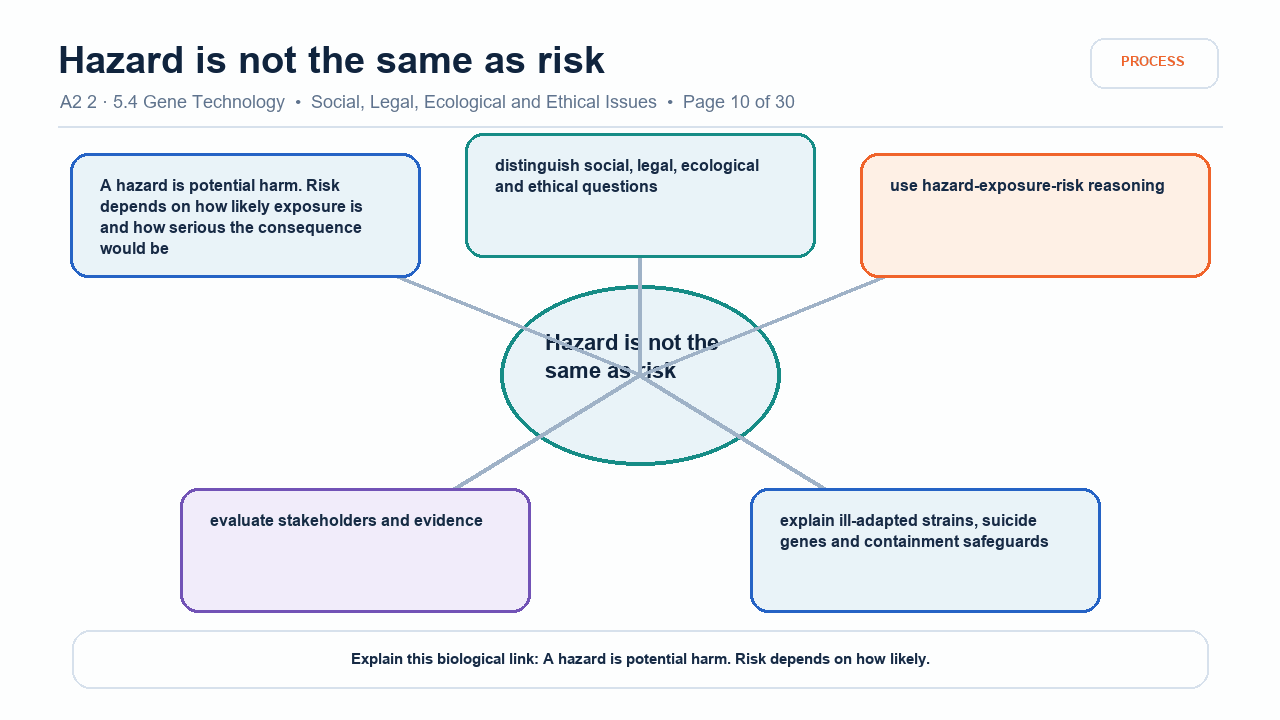 Hazard is not the same as risk
PROCESS
A2 2 · 5.4 Gene Technology • Social, Legal, Ecological and Ethical Issues • Page 10 of 30
A hazard is potential harm. Risk
depends on how likely exposure is
and how serious the consequence
would be
distinguish social, legal, ecological
and ethical questions
use hazard-exposure-risk reasoning
Hazard is not the
same as risk
evaluate stakeholders and evidence
explain ill-adapted strains, suicide
genes and containment safeguards
Explain this biological link: A hazard is potential harm. Risk depends on how likely.